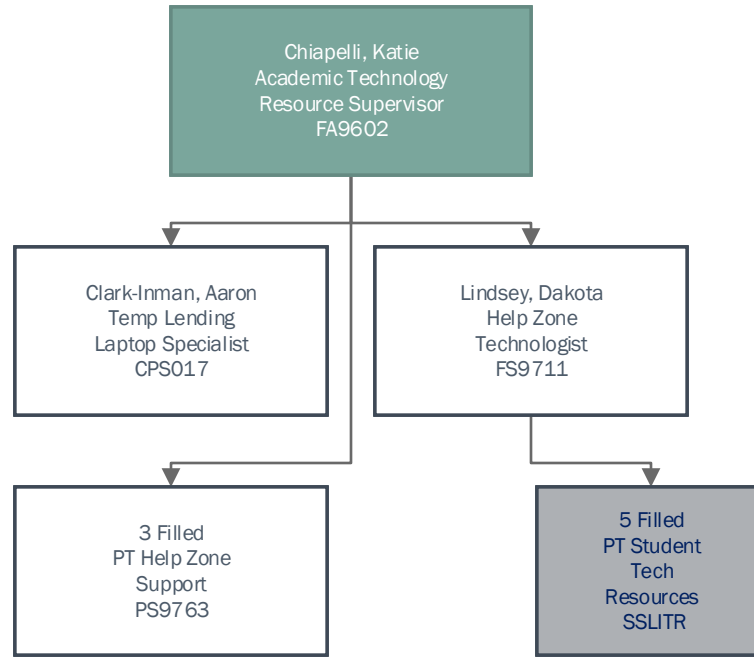 Chiapelli, Katie
Academic Technology
Resource Supervisor
FA9602
Clark-Inman, Aaron
Temp Lending
Laptop Specialist
CPS017
Lindsey, Dakota
Help Zone
Technologist
FS9711
3 Filled
PT Help Zone
Support
PS9763
5 Filled
PT Student
Tech
Resources
SSLITR